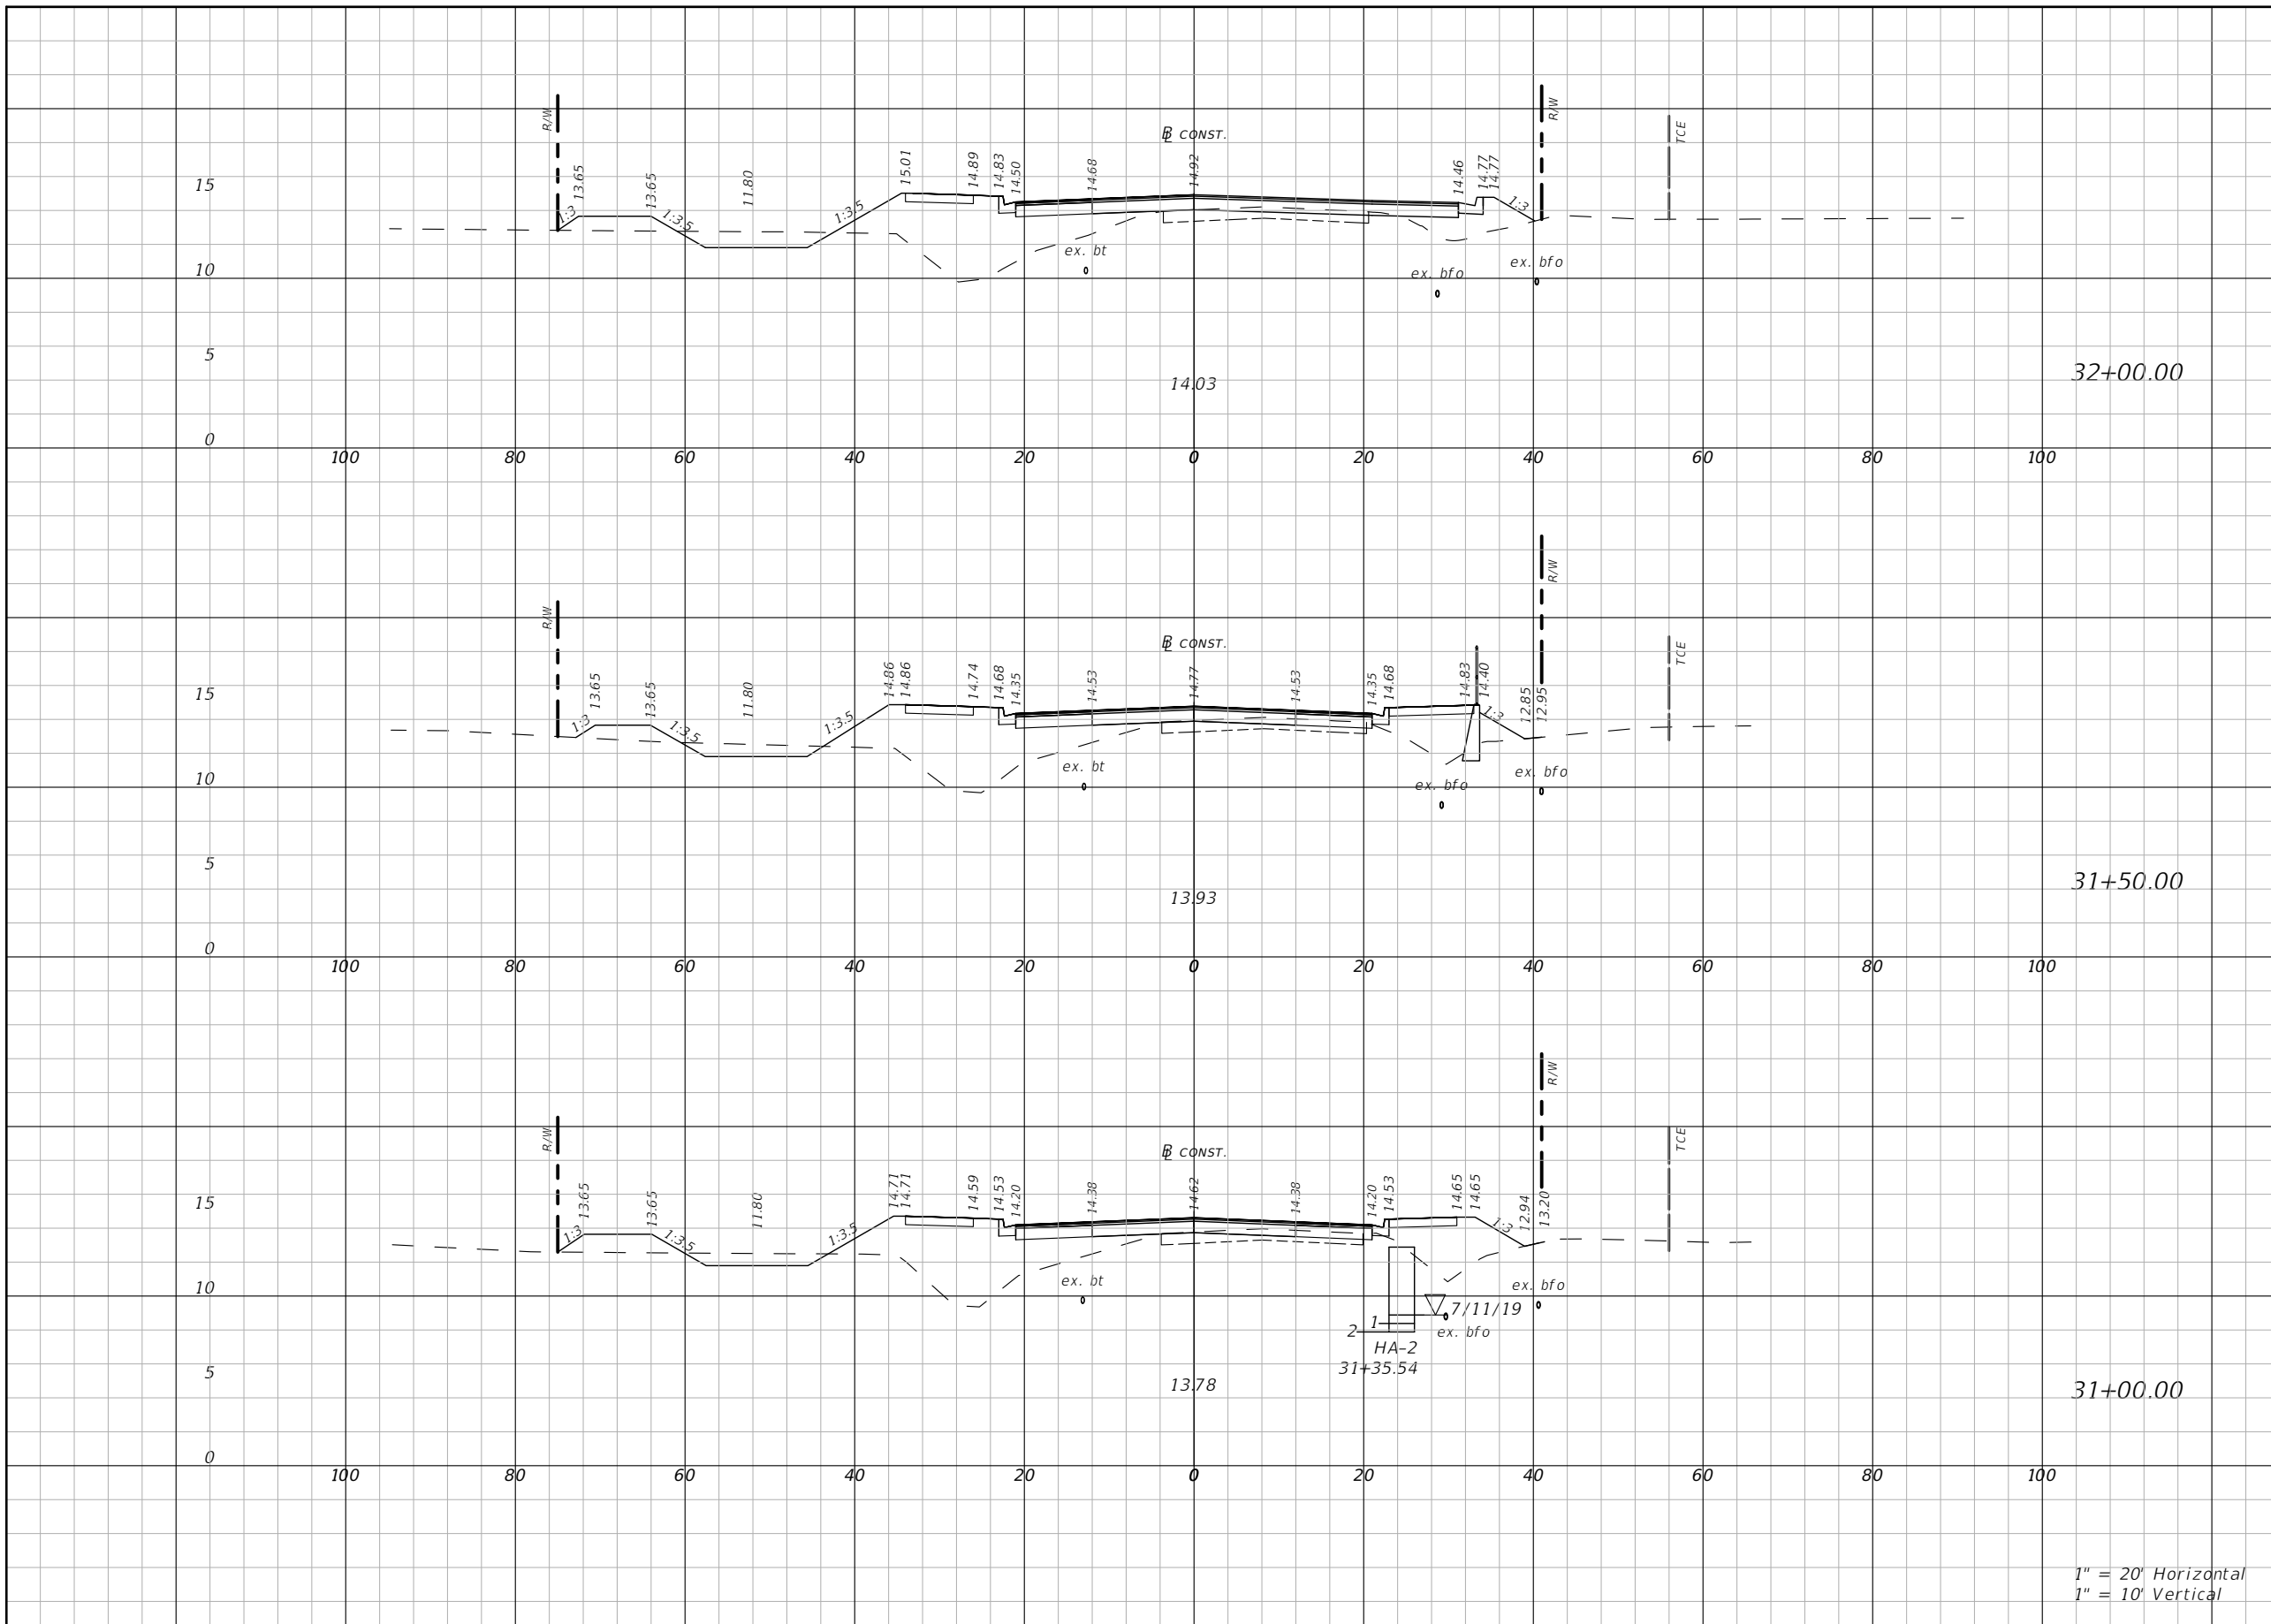 R/W
13.65
13.65
11.80
15.01
14.89
14.83
14.50
14.68
BL CONST.
14.92
14.46
14.77
14.77
R/W
TCE
1:3
1:3.5
1:3.5
1:3
15
ex. bt
ex. bfo
ex. bfo
10
5
14.03
32+00.00
0
100 80 60 40 20 0 20 40 60 80 100
R/W
13.65
13.65
11.80
14.86
14.86
14.74
14.68
14.35
14.53
BL CONST.
14.77
14.53
14.35
14.68
14.83
14.40
12.85
12.95
R/W
TCE
15
1:3
1:3.5
1:3.5
1:3
ex. bt
ex. bfo
ex. bfo
10
5
13.93
31+50.00
0
100 80 60 40 20 0 20 40 60 80 100
R/W
13.65
13.65
11.80
14.71
14.71
14.59
14.53
14.20
14.38
BL CONST.
14.62
14.38
14.20
14.53
14.65
14.65
12.94
13.20
R/W
TCE
15
1:3
1:3.5
1:3.5
1:3
ex. bt
ex. bfo
10
7/11/19
1
2
ex. bfo
HA-2
31+35.54
5
13.78
31+00.00
0
100 80 60 40 20 0 20 40 60 80 100
1" = 20' Horizontal
1" = 10' Vertical